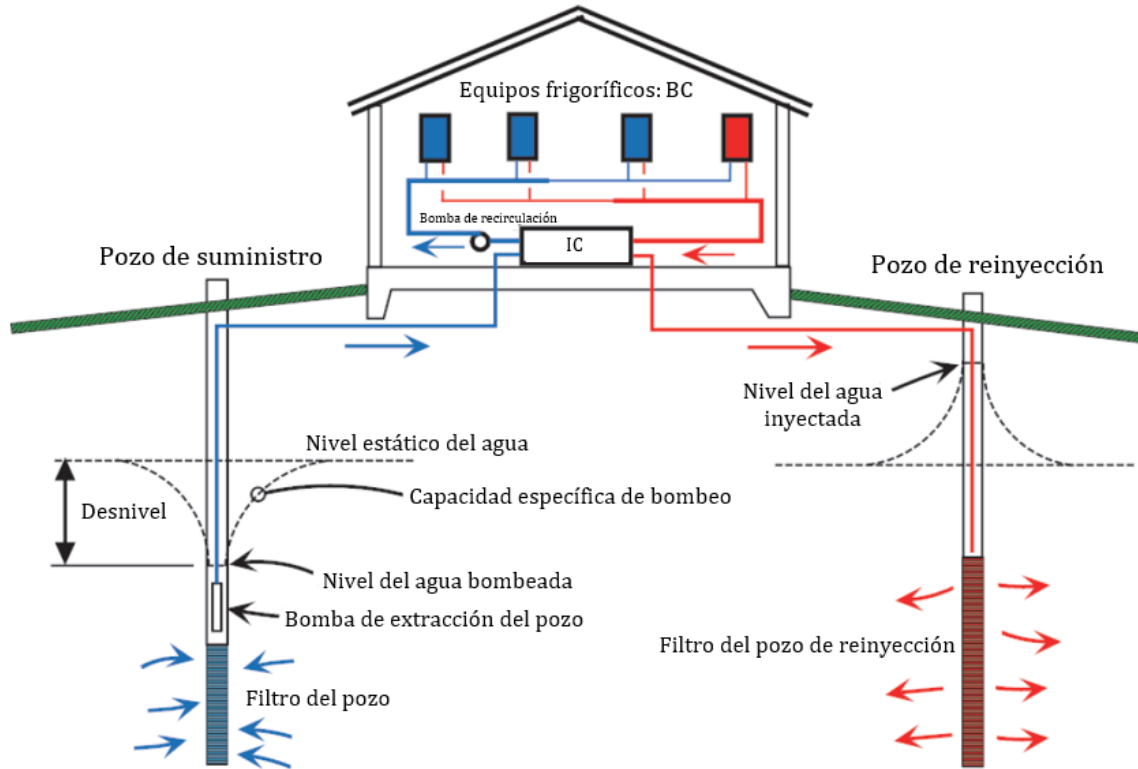 Equipos frigoríficos: BC
Bomba de recirculación
IC
Pozo de suministro
Pozo de reinyección
Nivel del agua
inyectada
Nivel estático del agua
Capacidad específica de bombeo
Desnivel
Nivel del agua bombeada
Bomba de extracción del pozo
Filtro del pozo de reinyección
Filtro del pozo